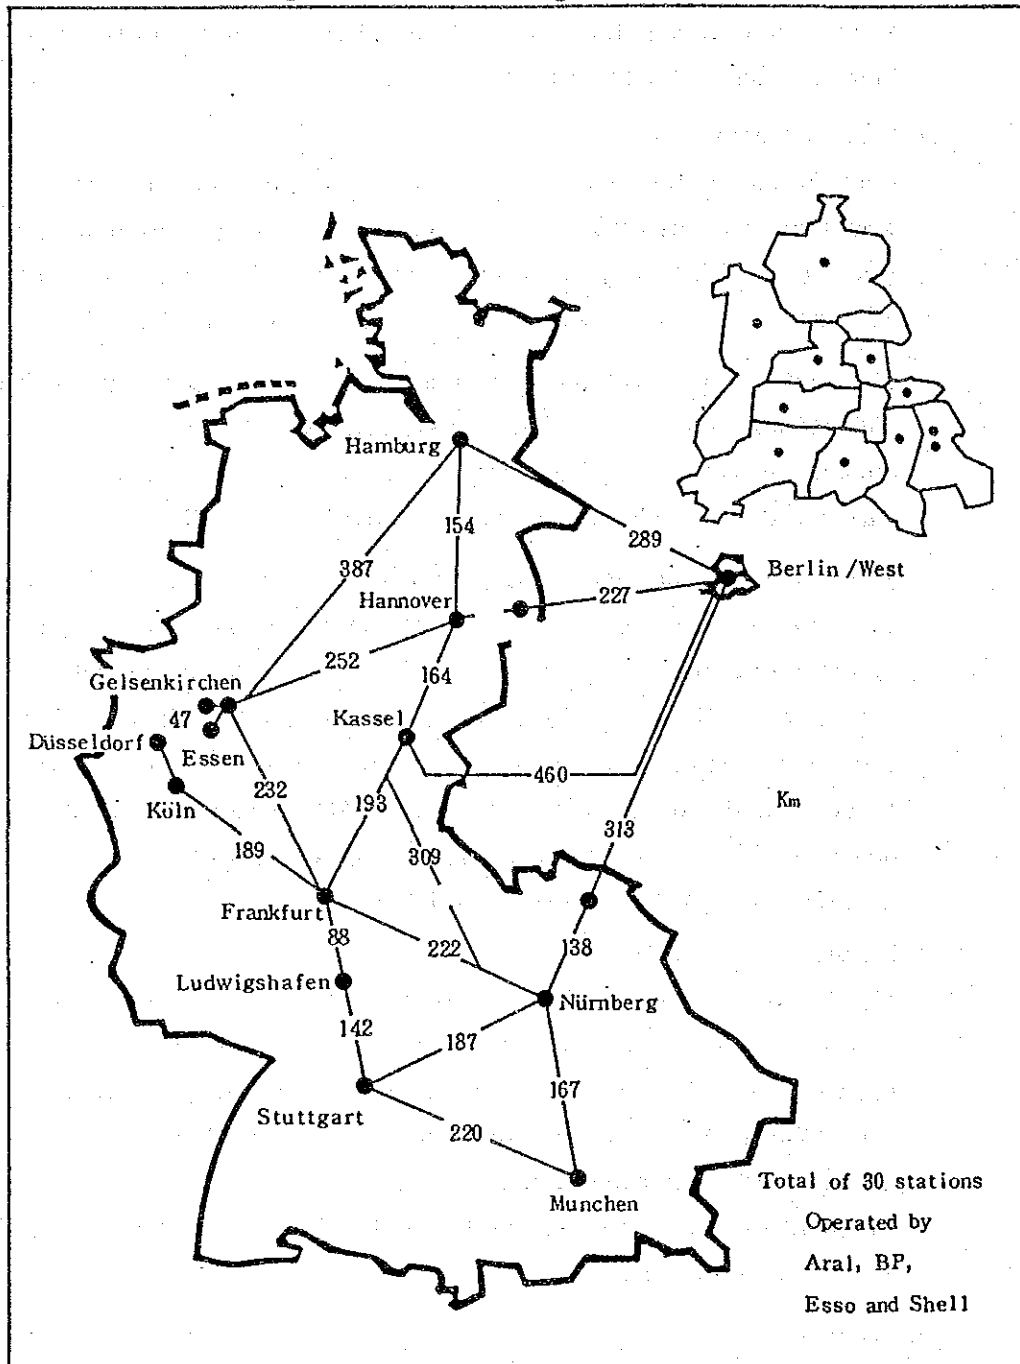 Hamburg
154
289
387
Berlin /West
Hannover
227
252
164
Gelsenkirchen
47
Kassel
Düsseldorf
Essen
460
232
Köln
193
Km
313
189
309
Frankfurt
88
222
138
Ludwigshafen
Nürnberg
142
187
167
Stuttgart
220
Total of 30 stations
Munchen
Operated by
Aral, BP,
Esso and Shell